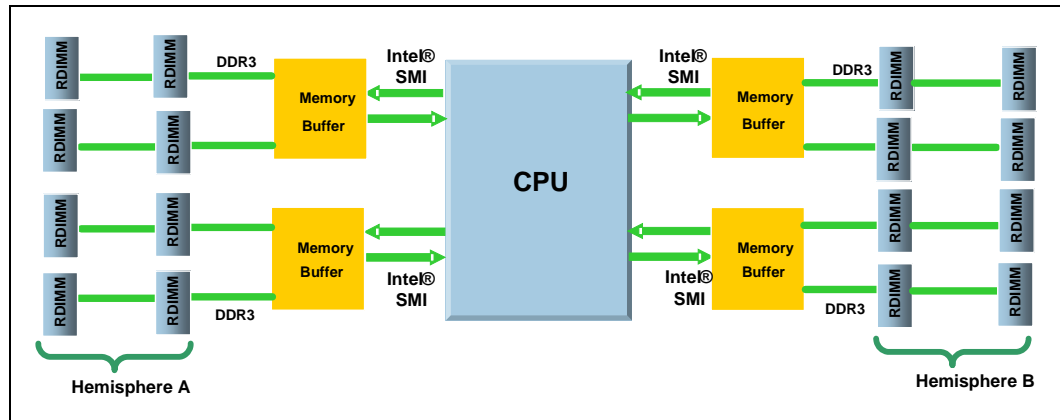 RDIMM
RDIMM
DDR3
Intel®
SMI
Memory
Buffer
RDIMM
RDIMM
CPU
Intel®
SMI
Memory
Buffer
DDR3
RDIMM
RDIMM
RDIMM
RDIMM
RDIMM
RDIMM
Memory
Buffer
RDIMM
RDIMM
DDR3
Intel®
SMI
Intel®
SMI
Memory
Buffer
RDIMM
RDIMM
DDR3
RDIMM
RDIMM
Hemisphere A
Hemisphere B